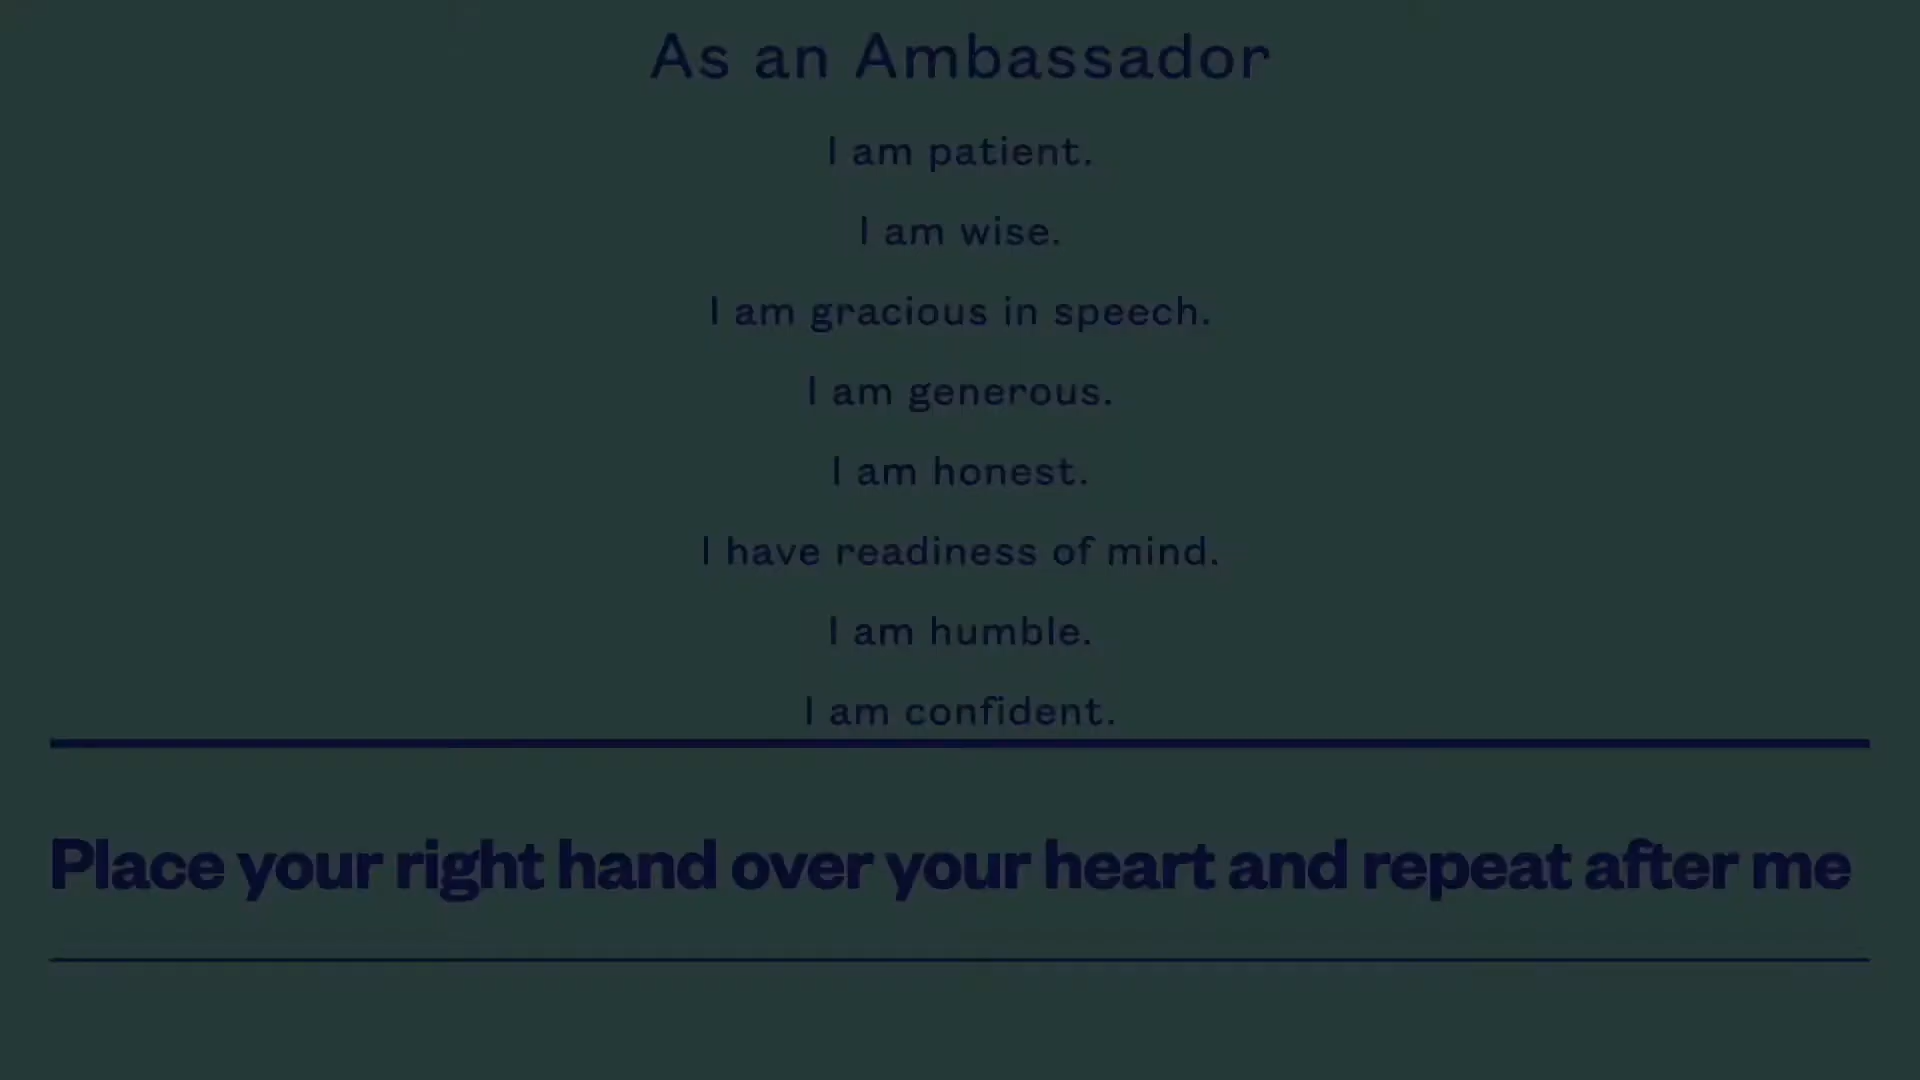 As an Ambassador
I am patient.
I am wise.
I am gracious in speech.
I am generous.
I am honest.
I have readiness of mind.
I am humble.
I am confident.
Place your right hand over your heart and repeat after me